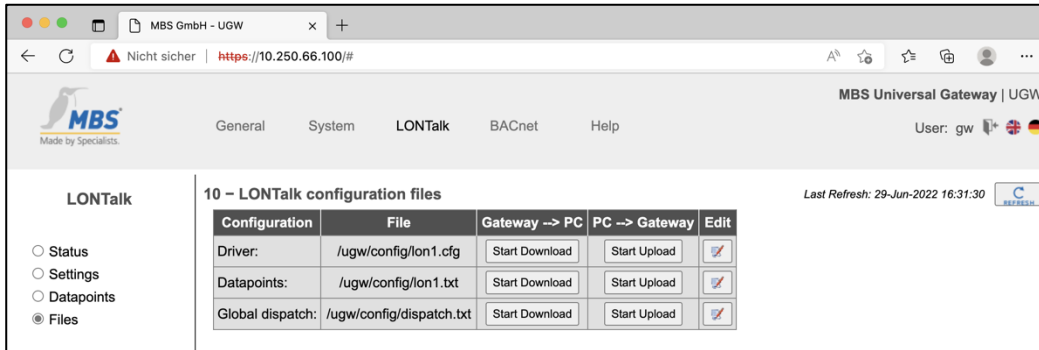 MBS GmbH - UGW
Nicht sicher | https://10.250.66.100/#
MBS
Made by Specialists.
General System LONTalk BACnet Help
MBS Universal Gateway | UGW
User: gw
LONTalk
Status
Settings
Datapoints
Files
10 – LONTalk configuration files
Last Refresh: 29-Jun-2022 16:31:30
REFRESH
Configuration File Gateway --> PC PC --> Gateway Edit
Driver: /ugw/config/lon1.cfg Start Download Start Upload
Datapoints: /ugw/config/lon1.txt Start Download Start Upload
Global dispatch: /ugw/config/dispatch.txt Start Download Start Upload